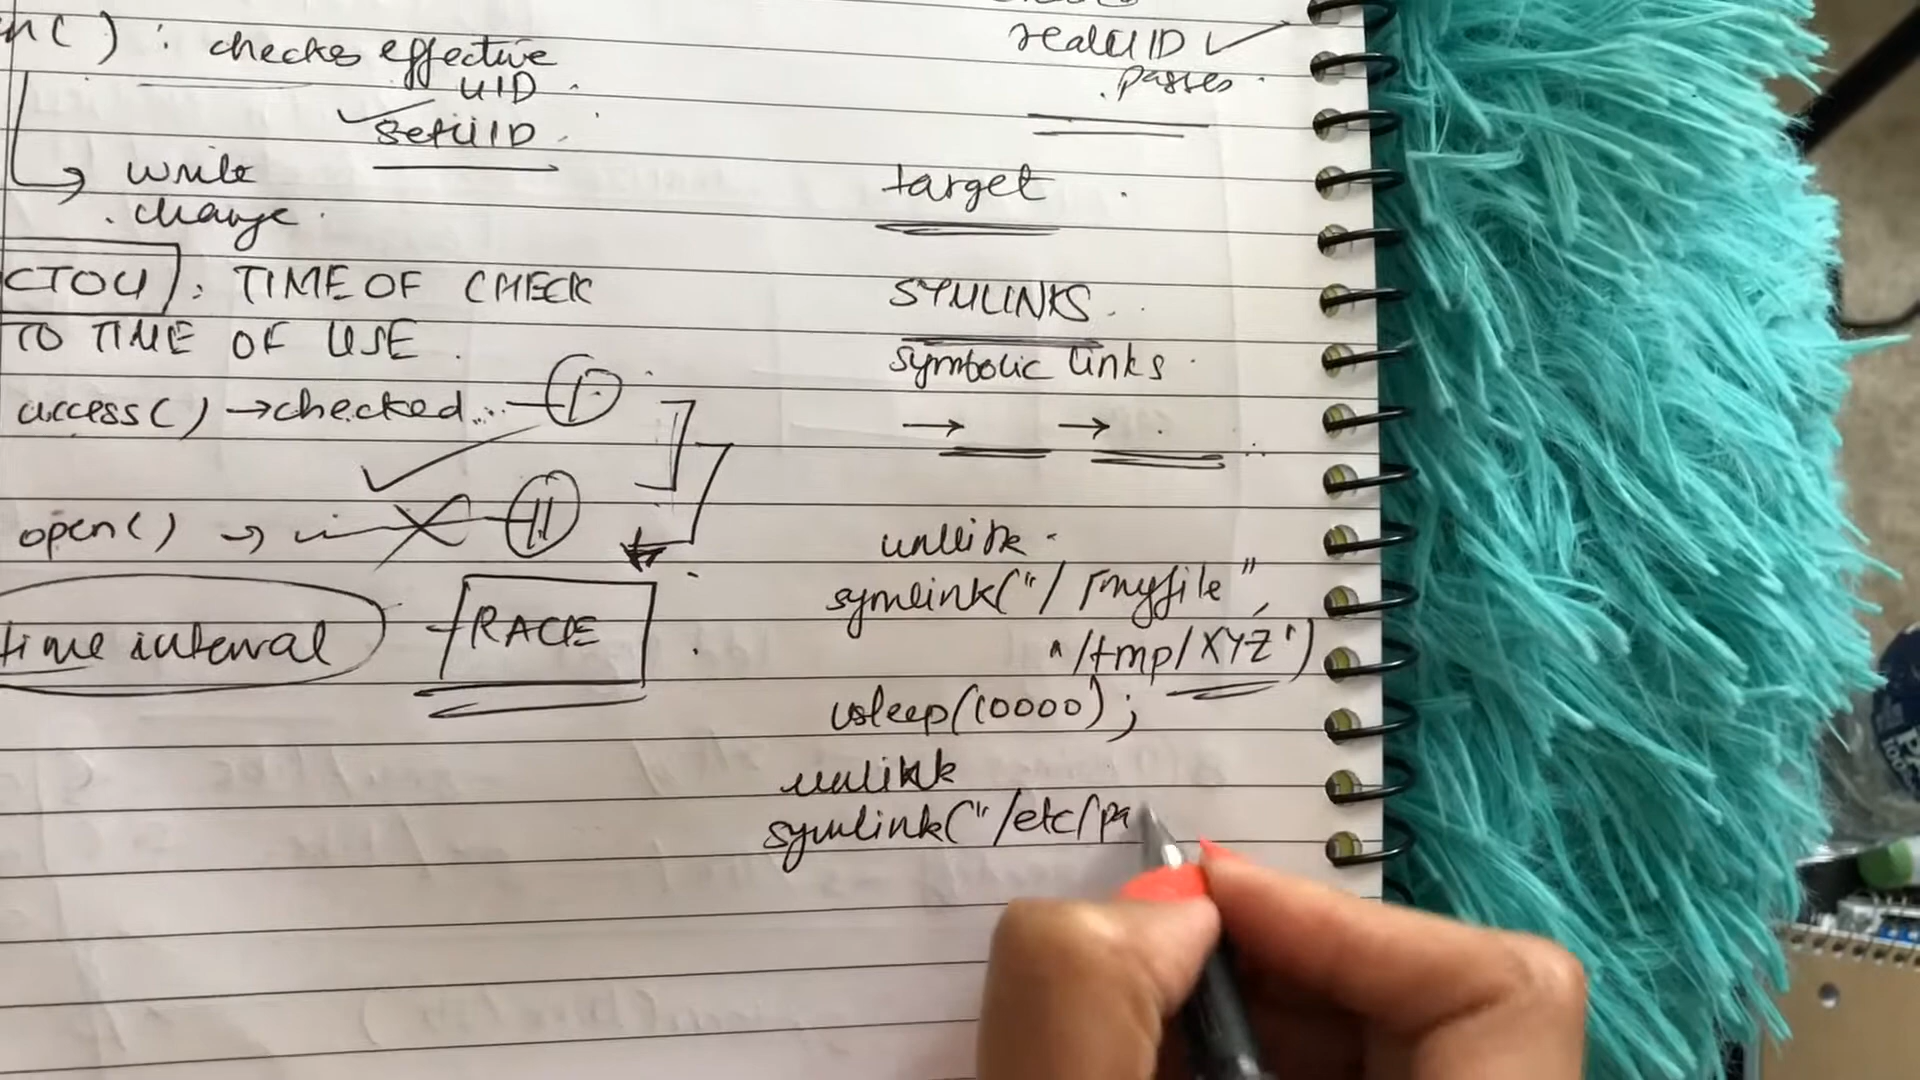 n( ) : checks effective
UID .
setUID .
write
. change .
CTOU : TIME OF CHECK
TO TIME OF USE .
access( ) → checked...
I
open( ) →
II
time interval
RACE
realUID ✓
. passes .
target .
SYMLINKS .
symbolic links .
→ → .
unlink .
symlink("/ myfile",
"/tmp/XYZ")
usleep(10000);
unlink
symlink("/etc/pa